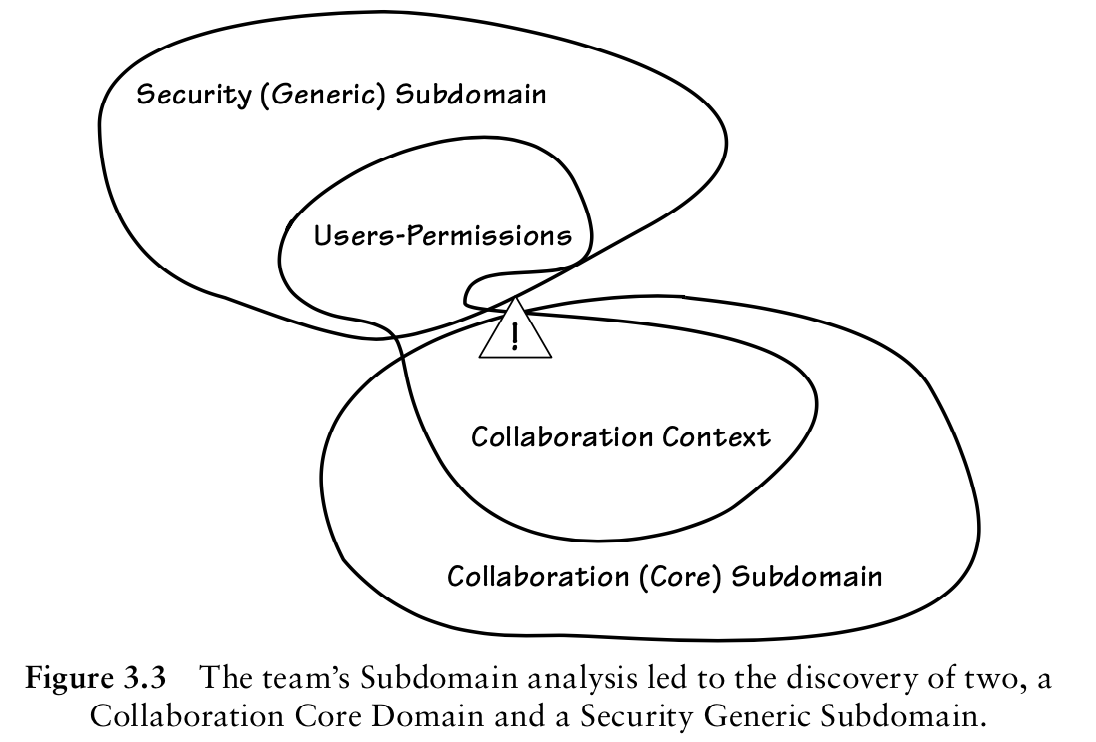 Security (Generic) Subdomain
Users-Permissions
!
Collaboration Context
Collaboration (Core) Subdomain
Figure 3.3 The team’s Subdomain analysis led to the discovery of two, a
Collaboration Core Domain and a Security Generic Subdomain.